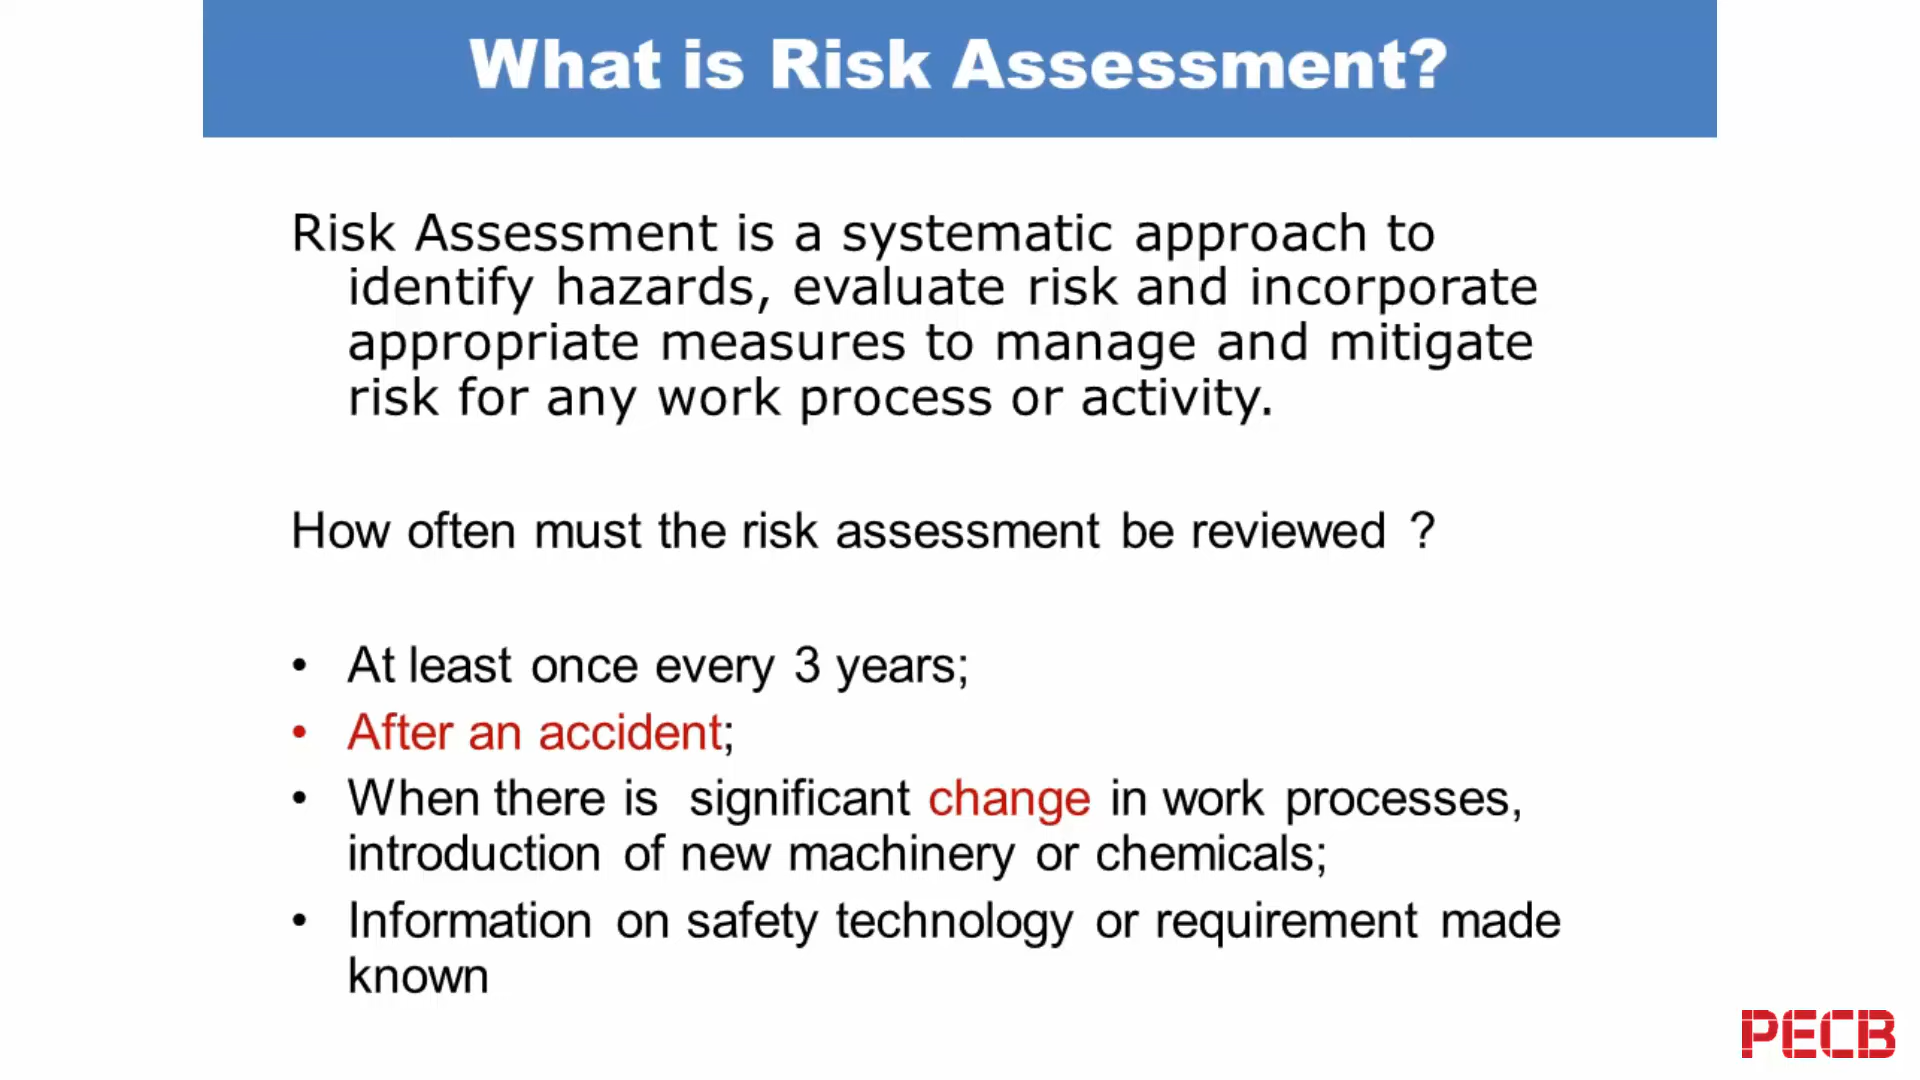 What is Risk Assessment?
Risk Assessment is a systematic approach to
identify hazards, evaluate risk and incorporate
appropriate measures to manage and mitigate
risk for any work process or activity.
How often must the risk assessment be reviewed ?
• At least once every 3 years;
• After an accident;
• When there is significant change in work processes,
introduction of new machinery or chemicals;
• Information on safety technology or requirement made
known
PECB